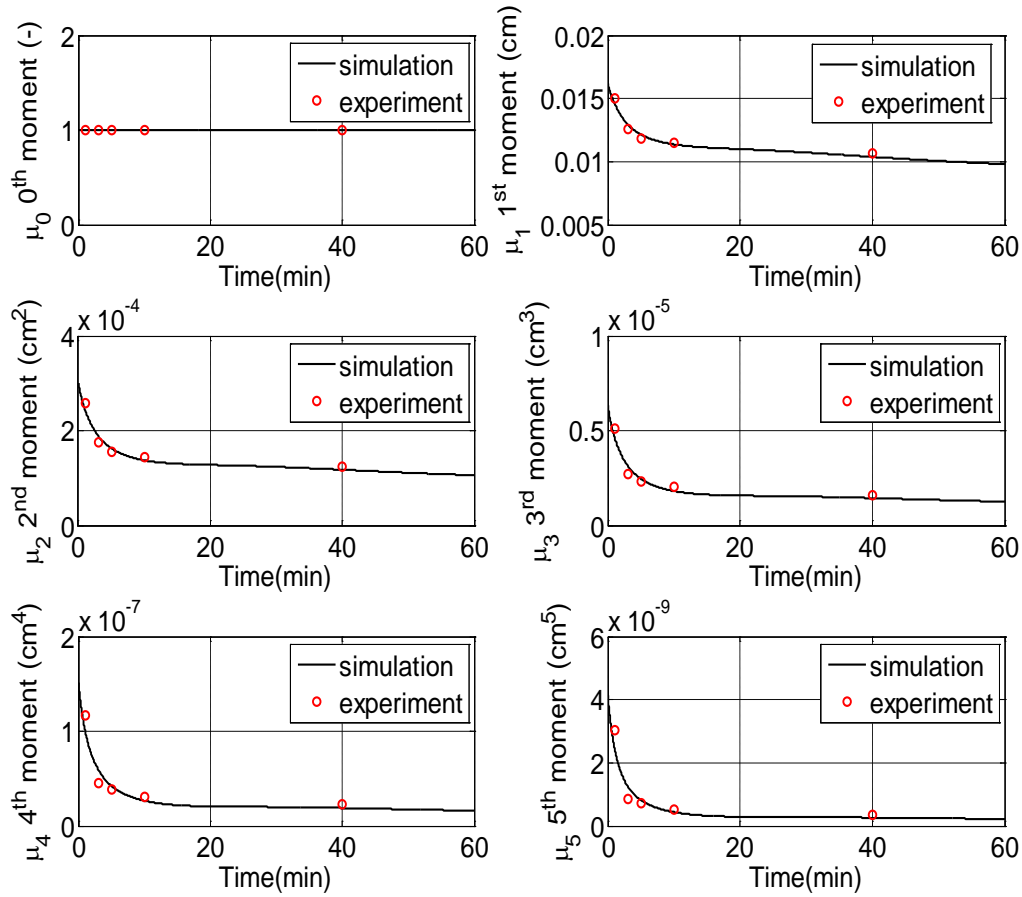 μ0 0th moment (-)
2
1
0
simulation
experiment
0 20 40 60
Time(min)
μ1 1st moment (cm)
0.02
0.015
0.01
0.005
simulation
experiment
0 20 40 60
Time(min)
x 10-4
μ2 2nd moment (cm2)
4
2
0
simulation
experiment
0 20 40 60
Time(min)
x 10-5
μ3 3rd moment (cm3)
1
0.5
0
simulation
experiment
0 20 40 60
Time(min)
x 10-7
μ4 4th moment (cm4)
2
1
0
simulation
experiment
0 20 40 60
Time(min)
x 10-9
μ5 5th moment (cm5)
6
4
2
0
simulation
experiment
0 20 40 60
Time(min)